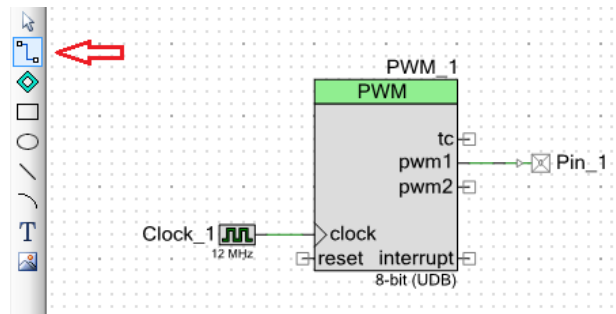 PWM_1
PWM
tc
pwm1
Pin_1
pwm2
Clock_1
12 MHz
clock
reset interrupt
8-bit (UDB)
T